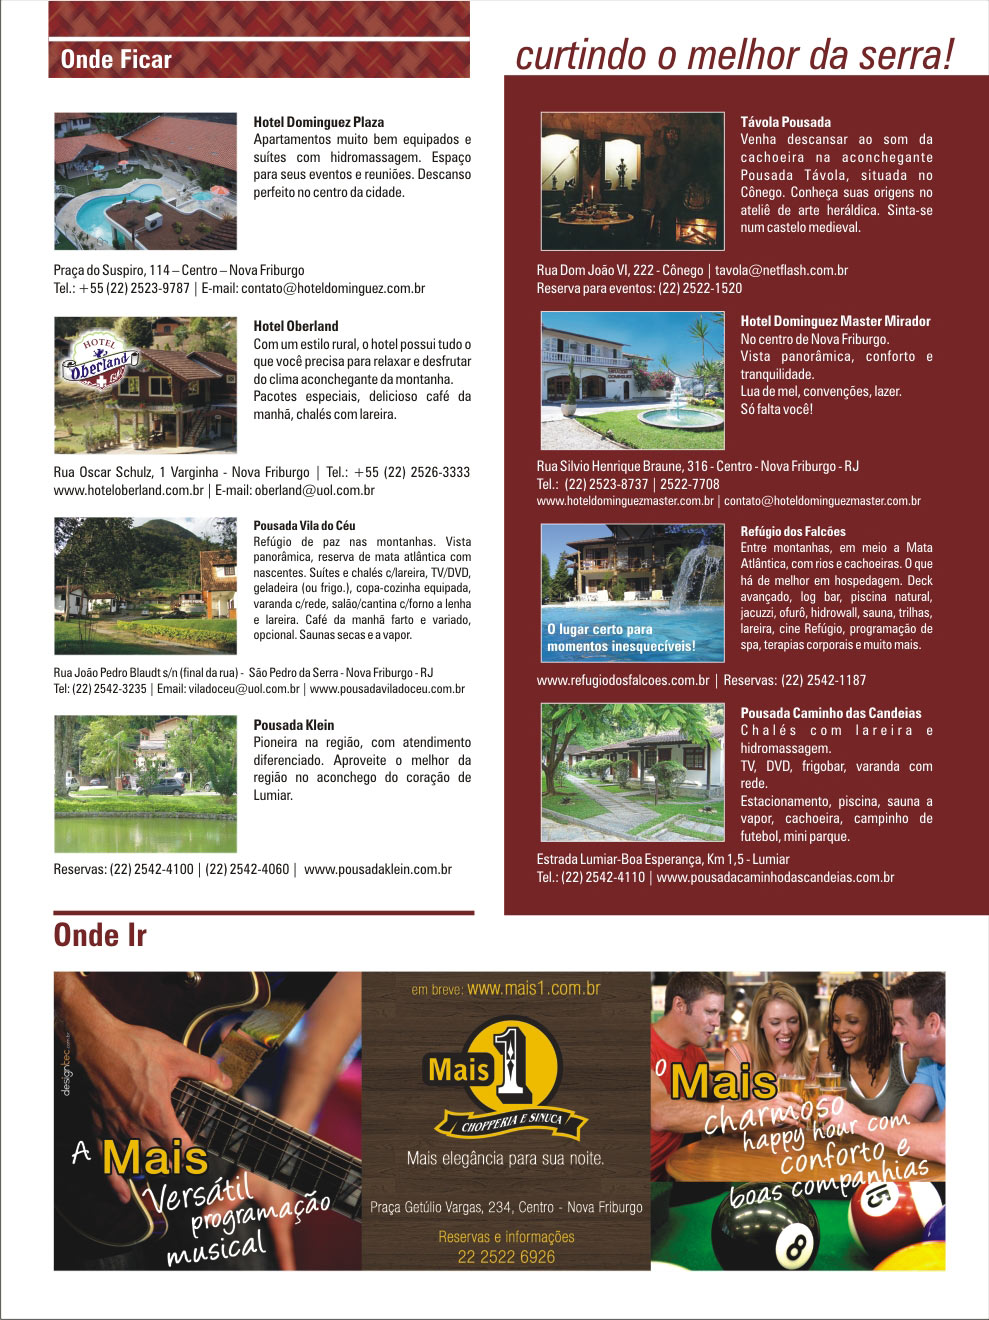 Onde Ficar
curtindo o melhor da serra!
Hotel Dominguez Plaza
Apartamentos muito bem equipados e
suítes com hidromassagem. Espaço
para seus eventos e reuniões. Descanso
perfeito no centro da cidade.
Praça do Suspiro, 114 – Centro – Nova Friburgo
Tel.: +55 (22) 2523-9787 | E-mail: contato@hoteldominguez.com.br
HOTEL
Oberland
Hotel Oberland
Com um estilo rural, o hotel possui tudo o
que você precisa para relaxar e desfrutar
do clima aconchegante da montanha.
Pacotes especiais, delicioso café da
manhã, chalés com lareira.
Rua Oscar Schulz, 1 Varginha - Nova Friburgo | Tel.: +55 (22) 2526-3333
www.hoteloberland.com.br | E-mail: oberland@uol.com.br
Pousada Vila do Céu
Refúgio de paz nas montanhas. Vista
panorâmica, reserva de mata atlântica com
nascentes. Suítes e chalés c/lareira, TV/DVD,
geladeira (ou frigo.), copa-cozinha equipada,
varanda c/rede, salão/cantina c/forno a lenha
e lareira. Café da manhã farto e variado,
opcional. Saunas secas e a vapor.
Rua João Pedro Blaudt s/n (final da rua) - São Pedro da Serra - Nova Friburgo - RJ
Tel: (22) 2542-3235 | Email: viladoceu@uol.com.br | www.pousadaviladoceu.com.br
Pousada Klein
Pioneira na região, com atendimento
diferenciado. Aproveite o melhor da
região no aconchego do coração de
Lumiar.
Reservas: (22) 2542-4100 | (22) 2542-4060 | www.pousadaklein.com.br
Távola Pousada
Venha descansar ao som da
cachoeira na aconchegante
Pousada Távola, situada no
Cônego. Conheça suas origens no
ateliê de arte heráldica. Sinta-se
num castelo medieval.
Rua Dom João VI, 222 - Cônego | tavola@netflash.com.br
Reserva para eventos: (22) 2522-1520
Hotel Dominguez Master Mirador
No centro de Nova Friburgo.
Vista panorâmica, conforto e
tranquilidade.
Lua de mel, convenções, lazer.
Só falta você!
Rua Silvio Henrique Braune, 316 - Centro - Nova Friburgo - RJ
Tel.: (22) 2523-8737 | 2522-7708
www.hoteldominguezmaster.com.br | contato@hoteldominguezmaster.com.br
O lugar certo para
momentos inesquecíveis!
Refúgio dos Falcões
Entre montanhas, em meio a Mata
Atlântica, com rios e cachoeiras. O que
há de melhor em hospedagem. Deck
avançado, log bar, piscina natural,
jacuzzi, ofurô, hidrowall, sauna, trilhas,
lareira, cine Refúgio, programação de
spa, terapias corporais e muito mais.
www.refugiodosfalcoes.com.br | Reservas: (22) 2542-1187
Pousada Caminho das Candeias
Chalés com lareira e
hidromassagem.
TV, DVD, frigobar, varanda com
rede.
Estacionamento, piscina, sauna a
vapor, cachoeira, campinho de
futebol, mini parque.
Estrada Lumiar-Boa Esperança, Km 1,5 - Lumiar
Tel.: (22) 2542-4110 | www.pousadacaminhodascandeias.com.br
Onde Ir
designtec.com.br
A Mais
Versátil
programação
musical
em breve: www.mais1.com.br
Mais 1
CHOPPERIA E SINUCA
Mais elegância para sua noite.
Praça Getúlio Vargas, 234, Centro - Nova Friburgo
Reservas e informações
22 2522 6926
O Mais
charmoso
happy hour com
conforto e
boas companhias
8
15